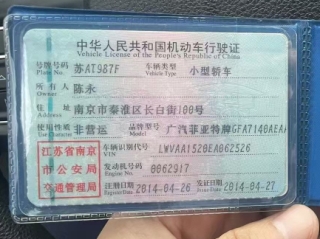 中华人民共和国机动车行驶证
Vehicle License of the People's Republic of China
号牌号码 苏AT987F 车辆类型 小型轿车
Plate No. Vehicle Type
所有人 陈永
Owner
住址 南京市秦淮区长白街100号
Address
使用性质 非营运 品牌型号 广汽菲亚特牌GFA7140AEAA
Use Character Model
江苏省南京 车辆识别代号 LWVAA1520EA062526
VIN
市公安局 发动机号码 0062917
Engine No.
交通管理局 注册日期 2014-04-26 发证日期 2014-04-27
Register Date Issue Date